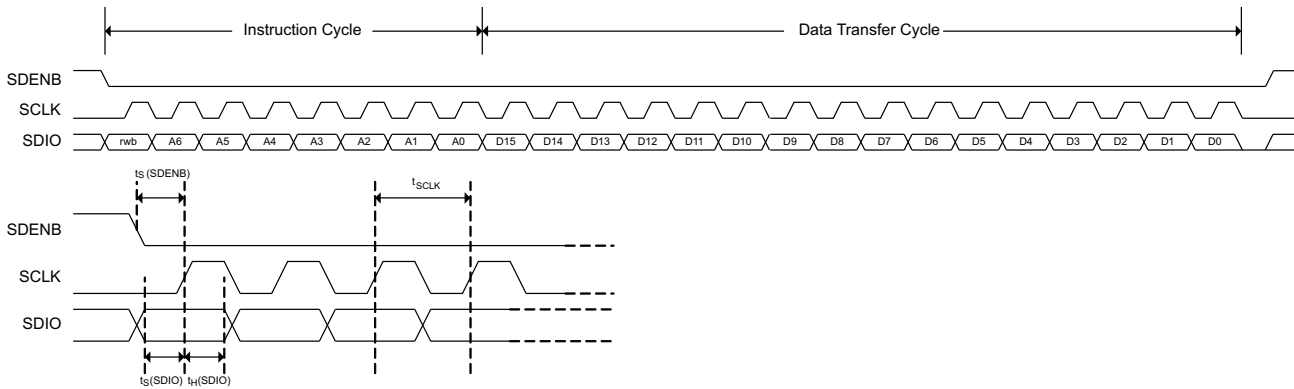 Instruction Cycle Data Transfer Cycle
SDENB
SCLK
SDIO rwb A6 A5 A4 A3 A2 A1 A0 D15 D14 D13 D12 D11 D10 D9 D8 D7 D6 D5 D4 D3 D2 D1 D0
tS (SDENB) tSCLK
SDENB
SCLK
SDIO
tS(SDIO) tH(SDIO)